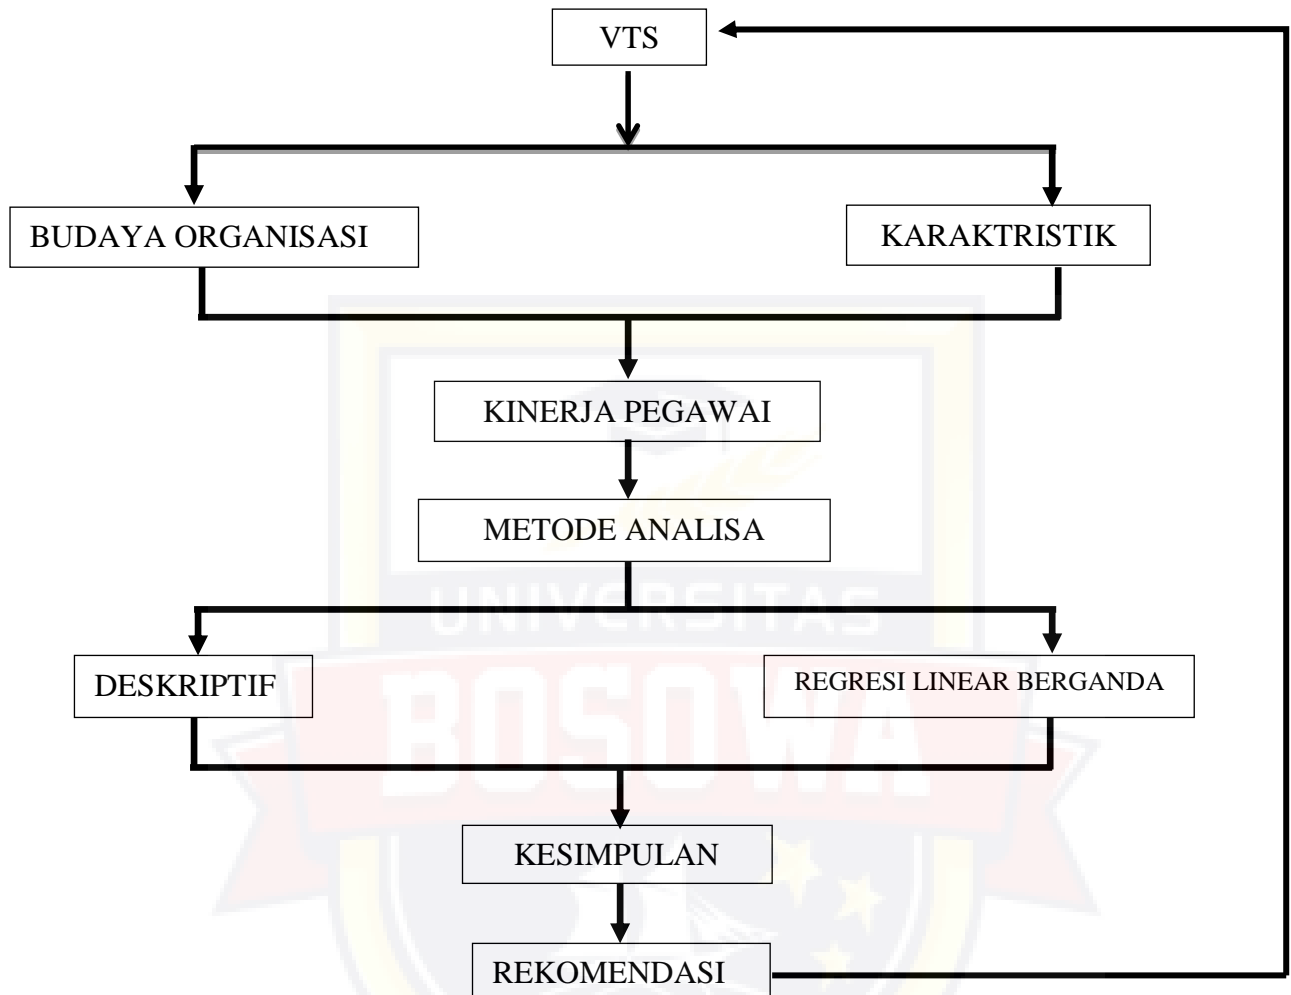 VTS
BUDAYA ORGANISASI
KARAKTRISTIK
KINERJA PEGAWAI
METODE ANALISA
UNIVERSITAS
DESKRIPTIF
REGRESI LINEAR BERGANDA
BOSOWA
KESIMPULAN
REKOMENDASI